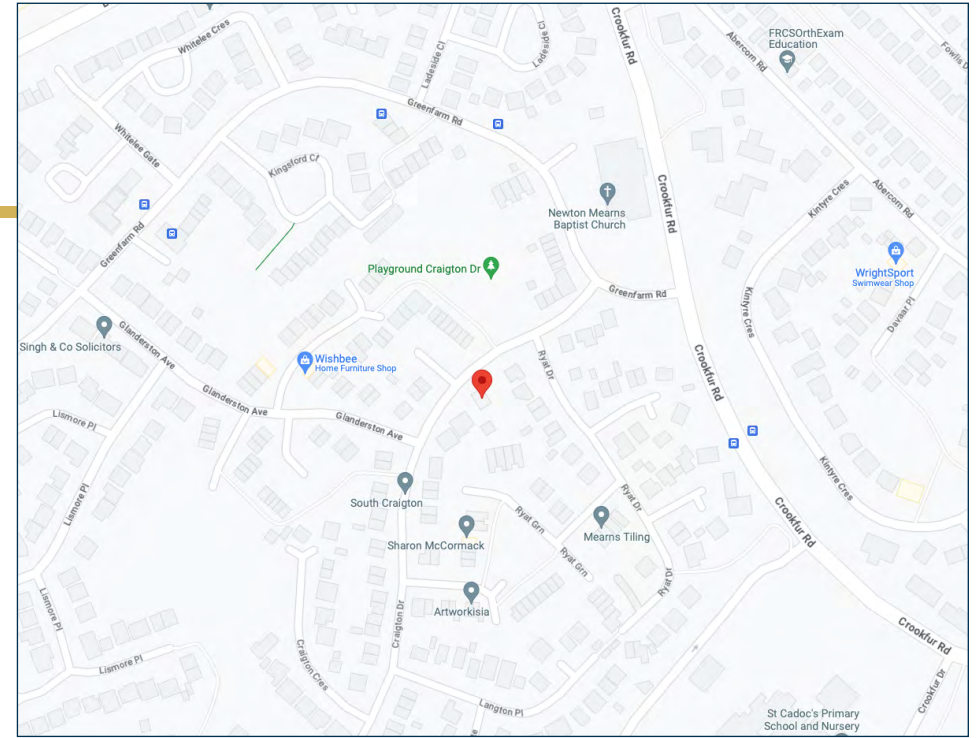 Whitelee Cres
Ladeside Cl
Ladeside Cl
Crookfur Rd
Abercorn Rd
FRCSOrthExam
Education
Greenfarm Rd
Whitelee Gate
Kingsford Ct
Newton Mearns
Baptist Church
Crookfur Rd
Kintyre Cres
Abercorn Rd
Greenfarm Rd
Playground Craigton Dr
WrightSport
Swimwear Shop
Greenfarm Rd
Kintyre Cres
Davaar Pl
Singh & Co Solicitors
Glanderston Ave
Wishbee
Home Furniture Shop
Ryat Dr
Crookfur Rd
Glanderston Ave
Glanderston Ave
Lismore Pl
Lismore Pl
South Craigton
Ryat Dr
Kintyre Cres
Crookfur Rd
Ryat Grn
Sharon McCormack
Mearns Tiling
Ryat Grn
Ryat Dr
Artworkisia
Lismore Pl
Craigton Dr
Crookfur Rd
Lismore Pl
Craigton Cres
Langton Pl
Crookfur Dr
St Cadoc's Primary
School and Nursery